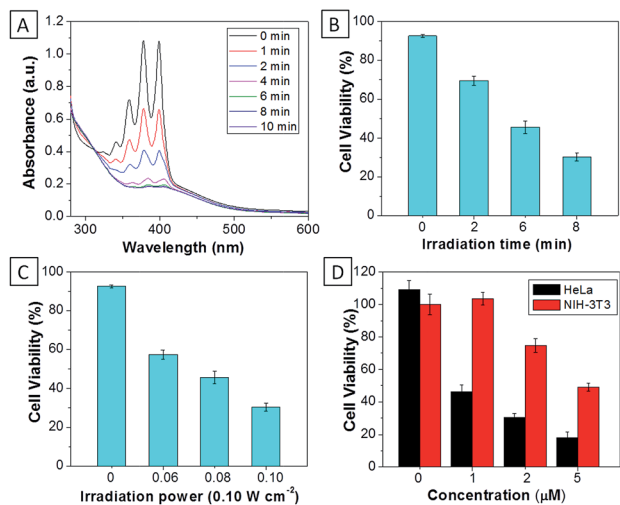 A
Absorbance (a.u.)
1.2
1.0
0.8
0.6
0.4
0.2
0.0
300
400
500
600
Wavelength (nm)
0 min
1 min
2 min
4 min
6 min
8 min
10 min
B
Cell Viability (%)
100
80
60
40
20
0
0
2
6
8
Irradiation time (min)
C
Cell Viability (%)
100
80
60
40
20
0
0
0.06
0.08
0.10
Irradiation power (0.10 W cm-2)
D
Cell Viability (%)
120
100
80
60
40
20
0
0
1
2
5
Concentration (μM)
HeLa
NIH-3T3